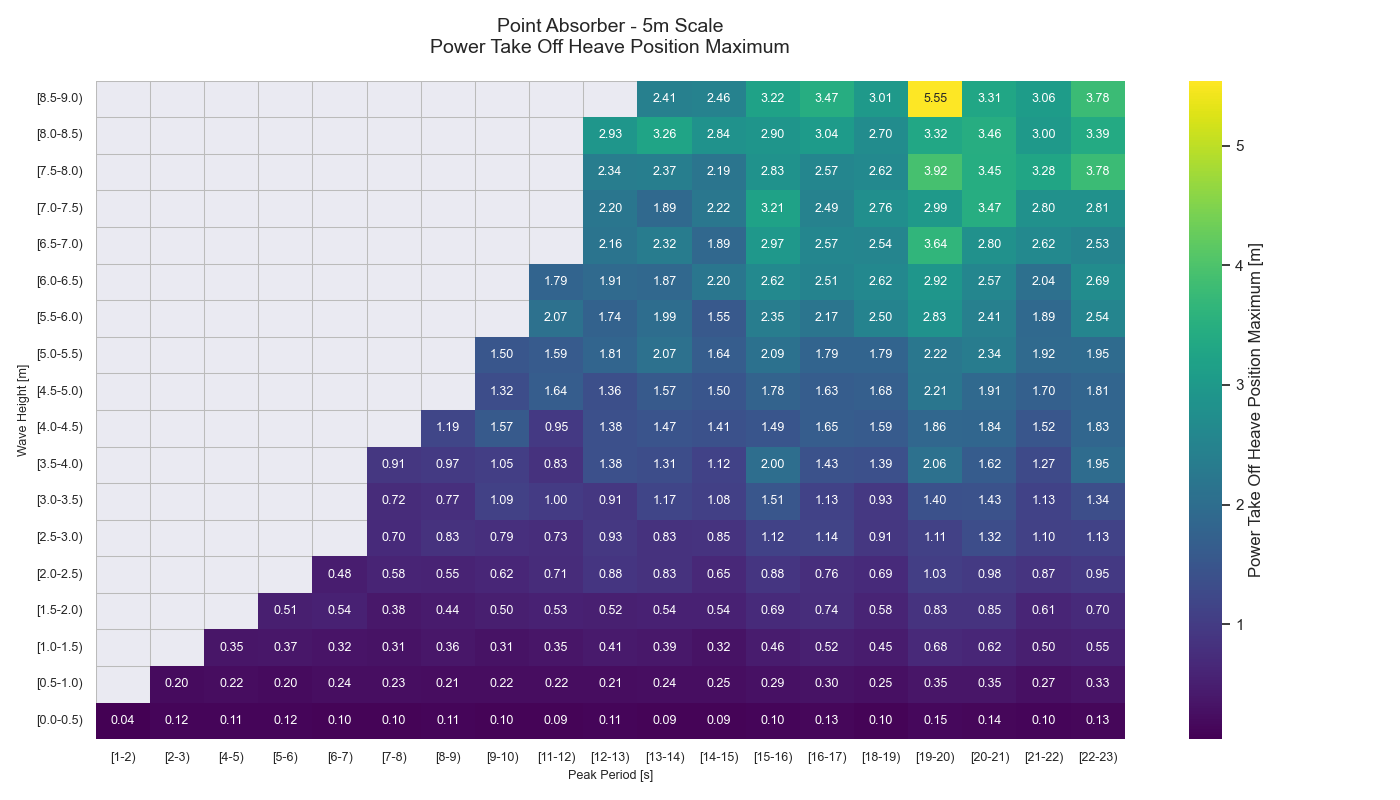 Point Absorber - 5m Scale
Power Take Off Heave Position Maximum
[8.5-9.0) 2.41 2.46 3.22 3.47 3.01 5.55 3.31 3.06 3.78
[8.0-8.5) 2.93 3.26 2.84 2.90 3.04 2.70 3.32 3.46 3.00 3.39
[7.5-8.0) 2.34 2.37 2.19 2.83 2.57 2.62 3.92 3.45 3.28 3.78
[7.0-7.5) 2.20 1.89 2.22 3.21 2.49 2.76 2.99 3.47 2.80 2.81
[6.5-7.0) 2.16 2.32 1.89 2.97 2.57 2.54 3.64 2.80 2.62 2.53
[6.0-6.5) 1.79 1.91 1.87 2.20 2.62 2.51 2.62 2.92 2.57 2.04 2.69
[5.5-6.0) 2.07 1.74 1.99 1.55 2.35 2.17 2.50 2.83 2.41 1.89 2.54
[5.0-5.5) 1.50 1.59 1.81 2.07 1.64 2.09 1.79 1.79 2.22 2.34 1.92 1.95
[4.5-5.0) 1.32 1.64 1.36 1.57 1.50 1.78 1.63 1.68 2.21 1.91 1.70 1.81
[4.0-4.5) 1.19 1.57 0.95 1.38 1.47 1.41 1.49 1.65 1.59 1.86 1.84 1.52 1.83
[3.5-4.0) 0.91 0.97 1.05 0.83 1.38 1.31 1.12 2.00 1.43 1.39 2.06 1.62 1.27 1.95
[3.0-3.5) 0.72 0.77 1.09 1.00 0.91 1.17 1.08 1.51 1.13 0.93 1.40 1.43 1.13 1.34
[2.5-3.0) 0.70 0.83 0.79 0.73 0.93 0.83 0.85 1.12 1.14 0.91 1.11 1.32 1.10 1.13
[2.0-2.5) 0.48 0.58 0.55 0.62 0.71 0.88 0.83 0.65 0.88 0.76 0.69 1.03 0.98 0.87 0.95
[1.5-2.0) 0.51 0.54 0.38 0.44 0.50 0.53 0.52 0.54 0.54 0.69 0.74 0.58 0.83 0.85 0.61 0.70
[1.0-1.5) 0.35 0.37 0.32 0.31 0.36 0.31 0.35 0.41 0.39 0.32 0.46 0.52 0.45 0.68 0.62 0.50 0.55
[0.5-1.0) 0.20 0.22 0.20 0.24 0.23 0.21 0.22 0.22 0.21 0.24 0.25 0.29 0.30 0.25 0.35 0.35 0.27 0.33
[0.0-0.5) 0.04 0.12 0.11 0.12 0.10 0.10 0.11 0.10 0.09 0.11 0.09 0.09 0.10 0.13 0.10 0.15 0.14 0.10 0.13
[1-2) [2-3) [4-5) [5-6) [6-7) [7-8) [8-9) [9-10) [11-12) [12-13) [13-14) [14-15) [15-16) [16-17) [18-19) [19-20) [20-21) [21-22) [22-23)
Peak Period [s]
Wave Height [m]
5
4
3
2
1
Power Take Off Heave Position Maximum [m]